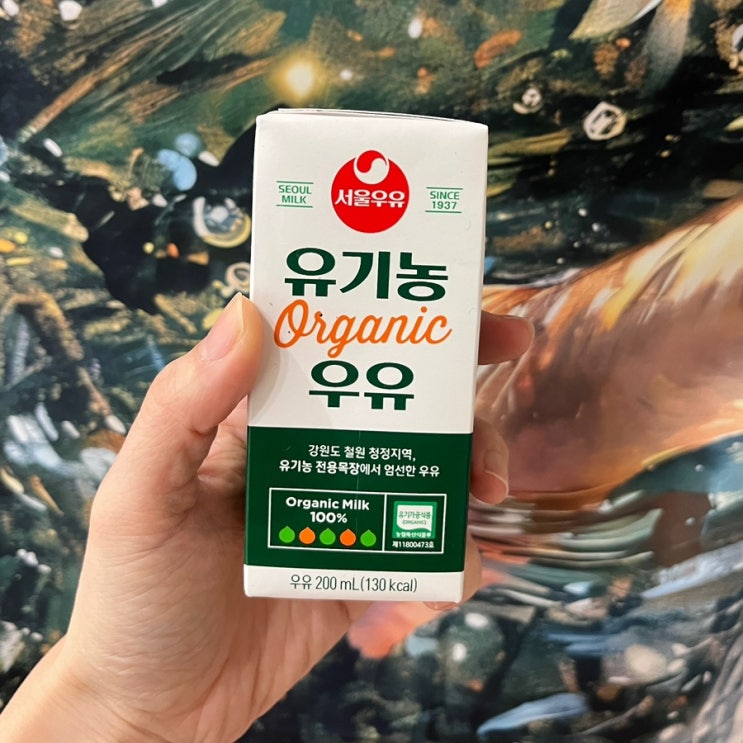 SEOUL
MILK
서울우유
SINCE
1937
유기농
Organic
우유
강원도 철원 청정지역,
유기농 전용목장에서 엄선한 우유
Organic Milk
100%
유기가공식품
(ORGANIC)
농림축산식품부
제11800473호
우유 200 mL(130 kcal)